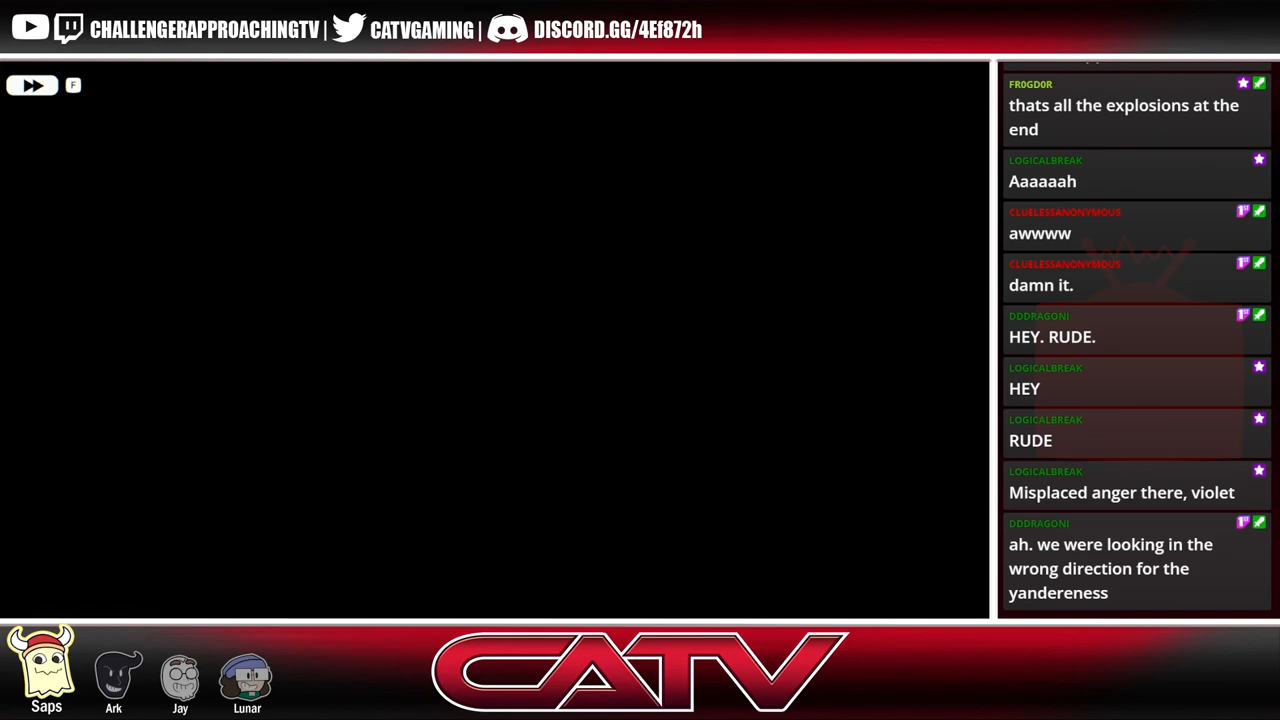 CHALLENGERAPPROACHINGTV | CATVGAMING | DISCORD.GG/4Ef872h
F
FR0GD0R
thats all the explosions at the
end
LOGICALBREAK
Aaaaaah
CLUELESSANONYMOUS
awwww
CLUELESSANONYMOUS
damn it.
DDDRAGONI
HEY. RUDE.
LOGICALBREAK
HEY
LOGICALBREAK
RUDE
LOGICALBREAK
Misplaced anger there, violet
DDDRAGONI
ah. we were looking in the
wrong direction for the
yandereness
CATV
Saps
Ark
Jay
Lunar